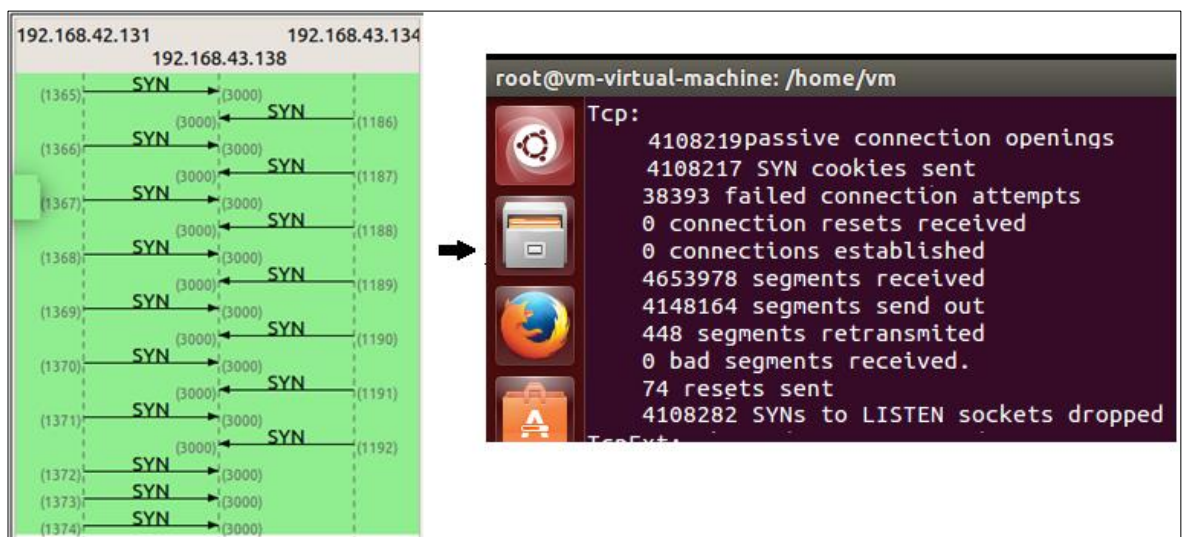 192.168.42.131 192.168.43.134
192.168.43.138
SYN
(1365) (3000)
SYN
(3000) (1186)
SYN
(1366) (3000)
SYN
(3000) (1187)
SYN
(1367) (3000)
SYN
(3000) (1188)
SYN
(1368) (3000)
SYN
(3000) (1189)
SYN
(1369) (3000)
SYN
(3000) (1190)
SYN
(1370) (3000)
SYN
(3000) (1191)
SYN
(1371) (3000)
SYN
(3000) (1192)
SYN
(1372) (3000)
SYN
(1373) (3000)
SYN
(1374) (3000)
root@vm-virtual-machine: /home/vm
Tcp:
4108219passive connection openings
4108217 SYN cookies sent
38393 failed connection attempts
0 connection resets received
0 connections established
4653978 segments received
4148164 segments send out
448 segments retransmited
0 bad segments received.
74 resets sent
4108282 SYNs to LISTEN sockets dropped
TcpExt: